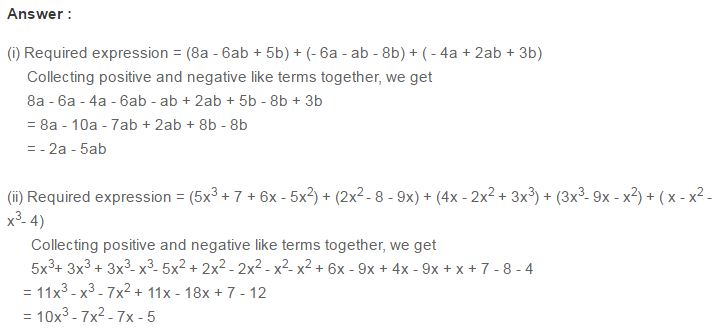 Answer :
(i) Required expression = (8a - 6ab + 5b) + (- 6a - ab - 8b) + ( - 4a + 2ab + 3b)
Collecting positive and negative like terms together, we get
8a - 6a - 4a - 6ab - ab + 2ab + 5b - 8b + 3b
= 8a - 10a - 7ab + 2ab + 8b - 8b
= - 2a - 5ab
(ii) Required expression = (5x³ + 7 + 6x - 5x²) + (2x² - 8 - 9x) + (4x - 2x² + 3x³) + (3x³- 9x - x²) + ( x - x² -
x³- 4)
Collecting positive and negative like terms together, we get
5x³+ 3x³ + 3x³- x³- 5x² + 2x² - 2x² - x²- x² + 6x - 9x + 4x - 9x + x + 7 - 8 - 4
= 11x³ - x³ - 7x² + 11x - 18x + 7 - 12
= 10x³ - 7x² - 7x - 5